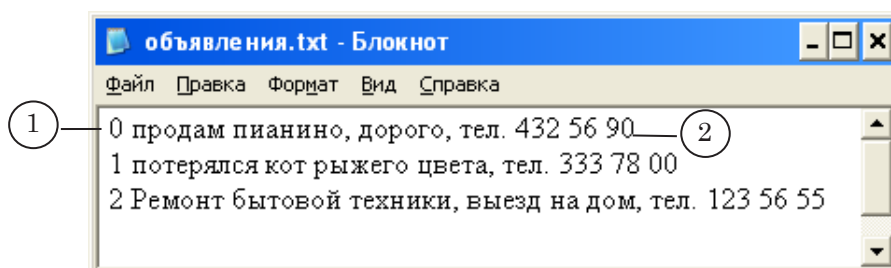 объявления.txt - Блокнот
Файл Правка Формат Вид Справка
1 0 продам пианино, дорого, тел. 432 56 90 2
1 потерялся кот рыжего цвета, тел. 333 78 00
2 Ремонт бытовой техники, выезд на дом, тел. 123 56 55